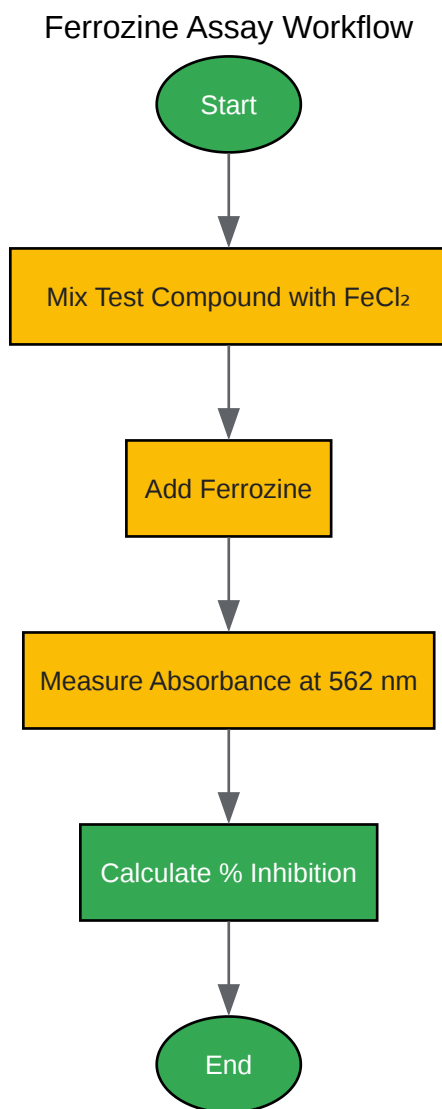 Ferrozine Assay Workflow
Start
Mix Test Compound with FeCl₂
Add Ferrozine
Measure Absorbance at 562 nm
Calculate % Inhibition
End